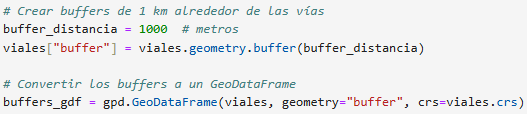 # Crear buffers de 1 km alrededor de las vías
buffer_distancia = 1000  # metros
viales["buffer"] = viales.geometry.buffer(buffer_distancia)

# Convertir los buffers a un GeoDataFrame
buffers_gdf = gpd.GeoDataFrame(viales, geometry="buffer", crs=viales.crs)